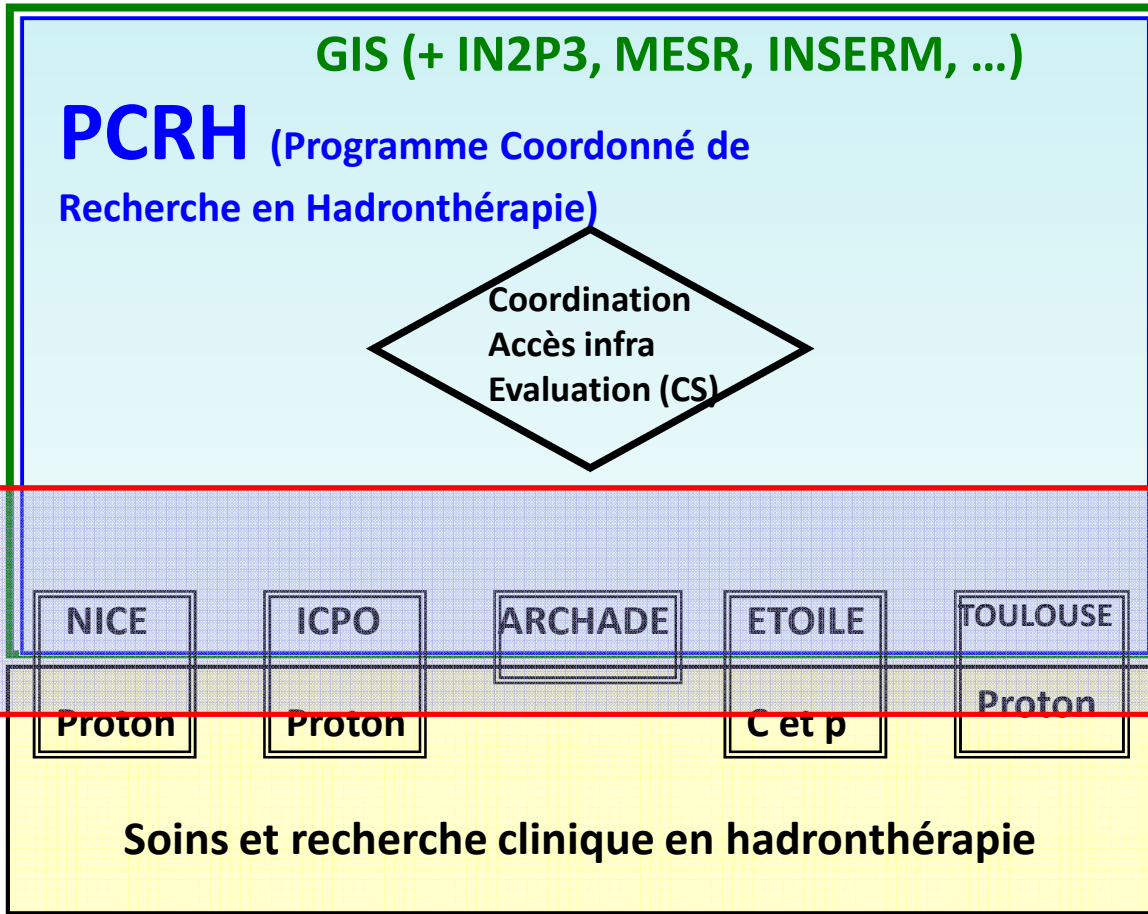 GIS (+ IN2P3, MESR, INSERM, ...)
PCRH (Programme Coordonné de
Recherche en Hadronthérapie)
Coordination
Accès infra
Evaluation (CS)
NICE ICPO ARCHADE ETOILE TOULOUSE
Proton Proton C et p Proton
Soins et recherche clinique en hadronthérapie